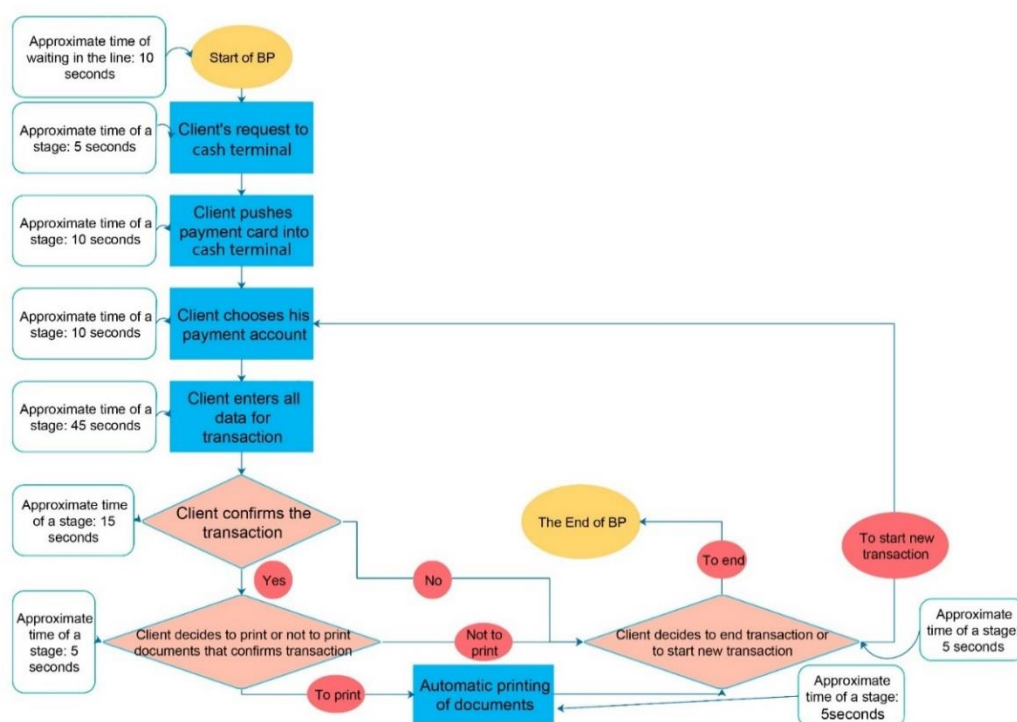 Approximate time of
waiting in the line: 10
seconds
Start of BP
Approximate time of a
stage: 5 seconds
Client's request to
cash terminal
Approximate time of a
stage: 10 seconds
Client pushes
payment card into
cash terminal
Approximate time of a
stage: 10 seconds
Client chooses his
payment account
Approximate time of a
stage: 45 seconds
Client enters all
data for
transaction
Approximate time
of a stage: 15
seconds
Client confirms the
transaction
The End of BP
To start new
transaction
Yes
No
To end
Approximate
time of a
stage: 5
seconds
Client decides to print or not to print
documents that confirms transaction
Not to
print
Client decides to end transaction or
to start new transaction
Approximate
time of a stage:
5 seconds
To print
Automatic printing
of documents
Approximate
time of a stage:
5seconds